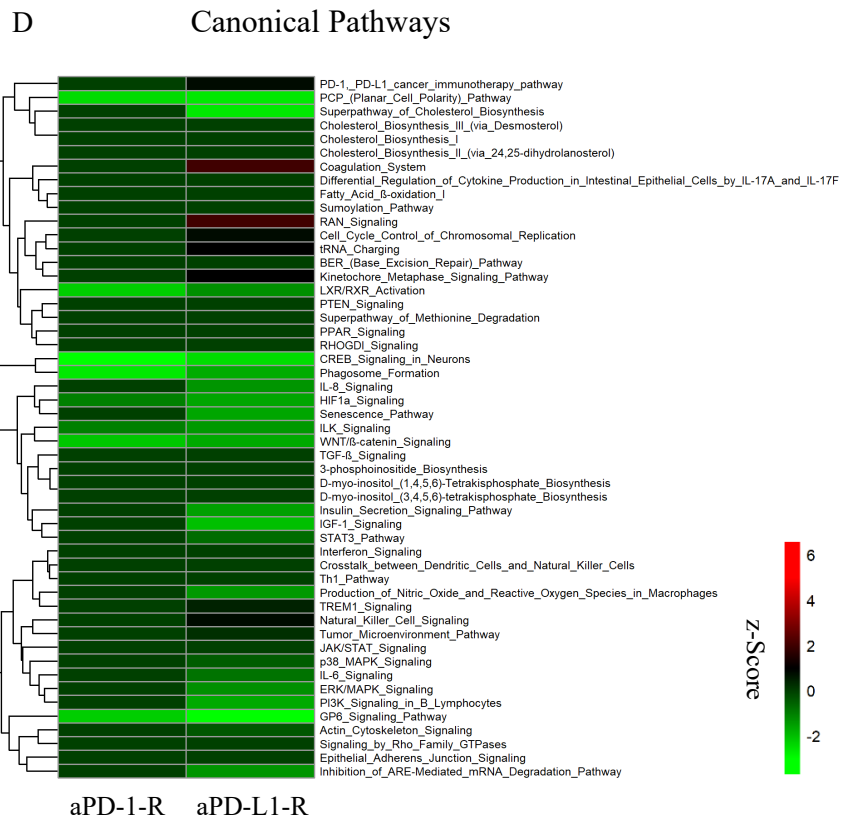 D
Canonical Pathways
PD-1,_PD-L1_cancer_immunotherapy_pathway
PCP_(Planar_Cell_Polarity)_Pathway
Superpathway_of_Cholesterol_Biosynthesis
Cholesterol_Biosynthesis_III_(via_Desmosterol)
Cholesterol_Biosynthesis_I
Cholesterol_Biosynthesis_II_(via_24,25-dihydrolanosterol)
Coagulation_System
Differential_Regulation_of_Cytokine_Production_in_Intestinal_Epithelial_Cells_by_IL-17A_and_IL-17F
Fatty_Acid_ß-oxidation_I
Sumoylation_Pathway
RAN_Signaling
Cell_Cycle_Control_of_Chromosomal_Replication
tRNA_Charging
BER_(Base_Excision_Repair)_Pathway
Kinetochore_Metaphase_Signaling_Pathway
LXR/RXR_Activation
PTEN_Signaling
Superpathway_of_Methionine_Degradation
PPAR_Signaling
RHOGDI_Signaling
CREB_Signaling_in_Neurons
Phagosome_Formation
IL-8_Signaling
HIF1a_Signaling
Senescence_Pathway
ILK_Signaling
WNT/ß-catenin_Signaling
TGF-ß_Signaling
3-phosphoinositide_Biosynthesis
D-myo-inositol_(1,4,5,6)-Tetrakisphosphate_Biosynthesis
D-myo-inositol_(3,4,5,6)-tetrakisphosphate_Biosynthesis
Insulin_Secretion_Signaling_Pathway
IGF-1_Signaling
STAT3_Pathway
Interferon_Signaling
Crosstalk_between_Dendritic_Cells_and_Natural_Killer_Cells
Th1_Pathway
Production_of_Nitric_Oxide_and_Reactive_Oxygen_Species_in_Macrophages
TREM1_Signaling
Natural_Killer_Cell_Signaling
Tumor_Microenvironment_Pathway
JAK/STAT_Signaling
p38_MAPK_Signaling
IL-6_Signaling
ERK/MAPK_Signaling
PI3K_Signaling_in_B_Lymphocytes
GP6_Signaling_Pathway
Actin_Cytoskeleton_Signaling
Signaling_by_Rho_Family_GTPases
Epithelial_Adherens_Junction_Signaling
Inhibition_of_ARE-Mediated_mRNA_Degradation_Pathway
aPD-1-R aPD-L1-R
z-Score
6
4
2
0
-2